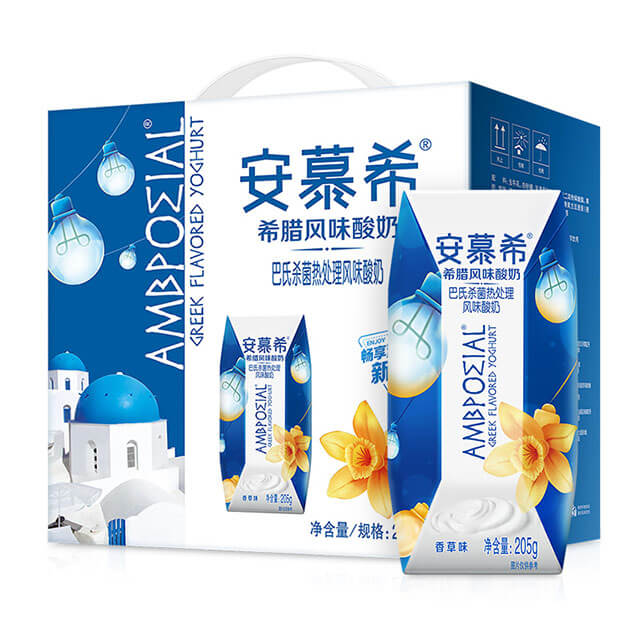 AMBPOΣIAL®
GREEK FLAVORED YOGHURT
安慕希®
希腊风味酸奶
巴氏杀菌热处理风味酸奶
ENJOY
畅享
新
安慕希
希腊风味酸奶
巴氏杀菌热处理
风味酸奶
AMBPOΣIAL
GREEK FLAVORED YOGHURT
香草味
净含量:205g
净含量/规格:2
安慕希®
希腊风味酸奶
巴氏杀菌热处理
风味酸奶
AMBPOΣIAL®
GREEK FLAVORED YOGHURT
香草味
净含量:205g
图片仅供参考